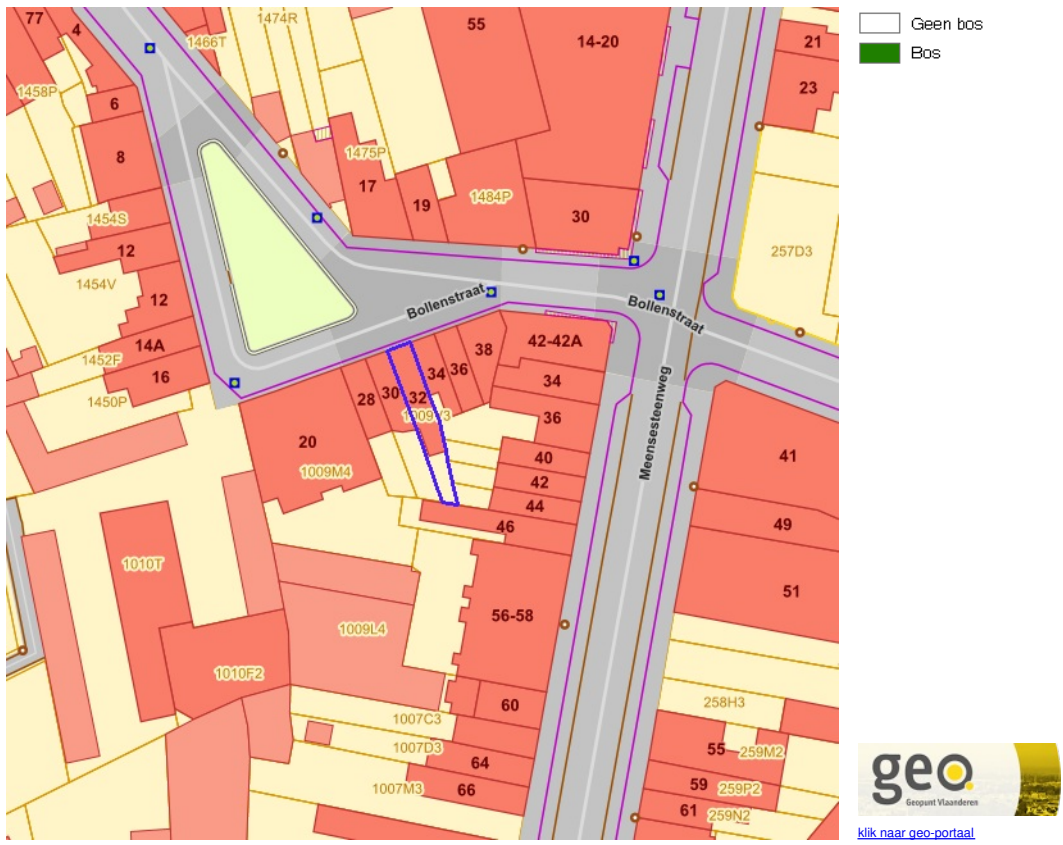 77
4
1474R
1466T
55
14-20
21
23
1458P
6
8
1475P
17
19
1484P
30
257D3
1454S
12
1454V
12
14A
1452F
16
1450P
Bollenstraat
Bollenstraat
42-42A
38
36
34
32
30
28
1009V3
34
36
20
1009M4
40
42
44
46
Meensesteenweg
41
49
51
1010T
1009L4
56-58
1010F2
60
1007C3
1007D3
64
1007M3
66
258H3
55
259M2
59
259P2
61
259N2
Geen bos
Bos
geo
Geopunt Vlaanderen
klik naar geo-portaal